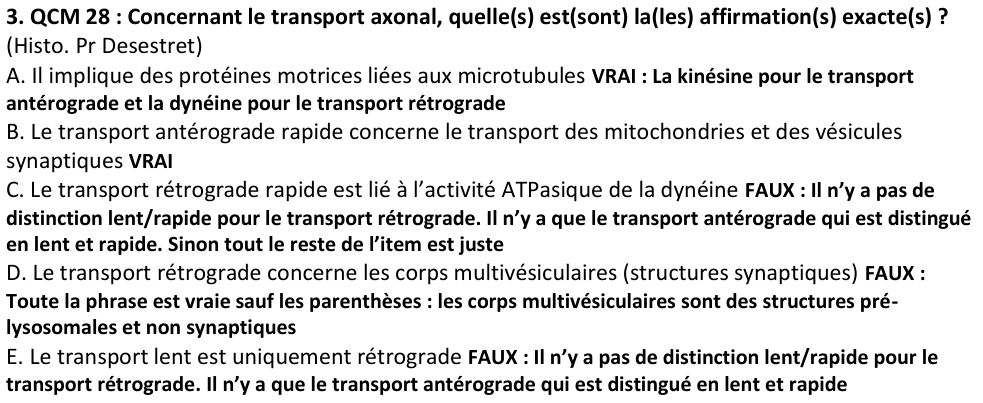 3. QCM 28 : Concernant le transport axonal, quelle(s) est(sont) la(les) affirmation(s) exacte(s) ?
(Histo. Pr Desestret)
A. Il implique des protéines motrices liées aux microtubules VRAI : La kinésine pour le transport
antérograde et la dynéine pour le transport rétrograde
B. Le transport antérograde rapide concerne le transport des mitochondries et des vésicules
synaptiques VRAI
C. Le transport rétrograde rapide est lié à l’activité ATPasique de la dynéine FAUX : Il n’y a pas de
distinction lent/rapide pour le transport rétrograde. Il n’y a que le transport antérograde qui est distingué
en lent et rapide. Sinon tout le reste de l’item est juste
D. Le transport rétrograde concerne les corps multivésiculaires (structures synaptiques) FAUX :
Toute la phrase est vraie sauf les parenthèses : les corps multivésiculaires sont des structures pré-
lysosomales et non synaptiques
E. Le transport lent est uniquement rétrograde FAUX : Il n’y a pas de distinction lent/rapide pour le
transport rétrograde. Il n’y a que le transport antérograde qui est distingué en lent et rapide